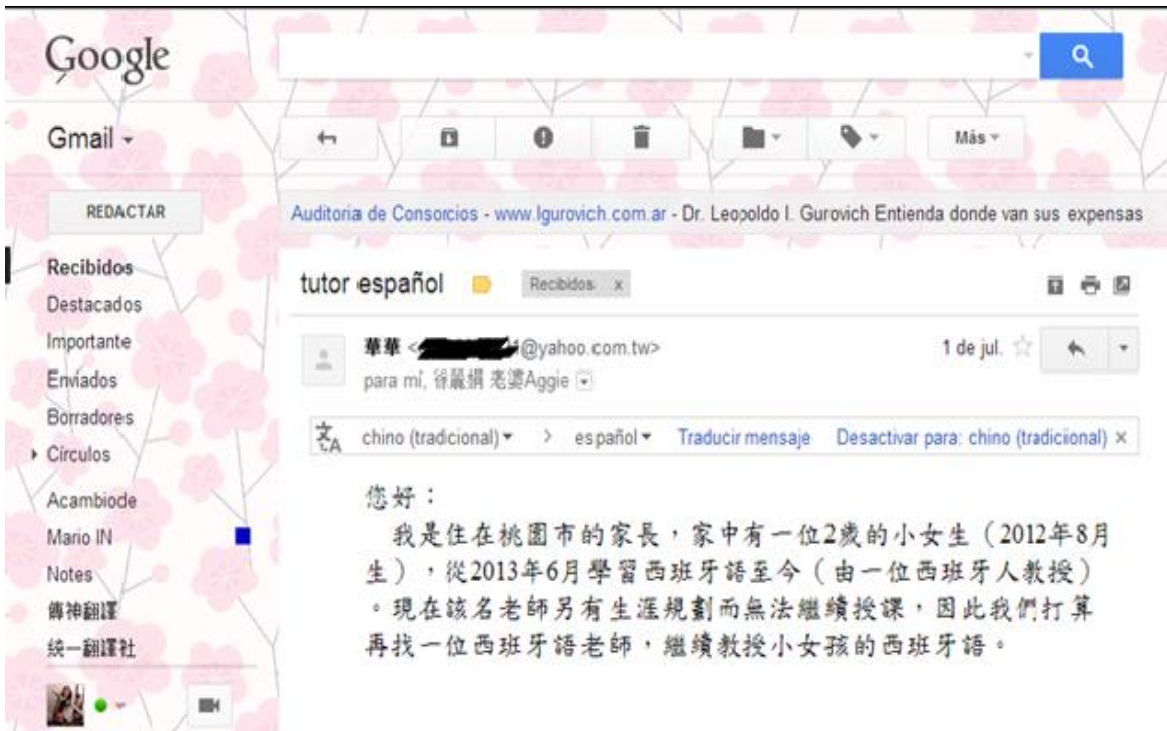 Google
Gmail
Más
REDACTAR
Auditoria de Consorcios - www.lgurovich.com.ar - Dr. Leopoldo I. Gurovich Entienda donde van sus expensas
Recibidos
Destacados
Importante
Enviados
Borradores
Círculos
Acambiode
Mario IN
Notes
傳神翻譯
統一翻譯社
tutor español Recibidos x
華華 < @yahoo.com.tw> 1 de jul.
para mí, 徐麗娟 老婆Aggie
chino (tradicional) > español Traducir mensaje Desactivar para: chino (tradiciional) ×
您好：
我是住在桃園市的家長，家中有一位2歲的小女生（2012年8月
生），從2013年6月學習西班牙語至今（由一位西班牙人教授）
。現在該名老師另有生涯規劃而無法繼續授課，因此我們打算
再找一位西班牙語老師，繼續教授小女孩的西班牙語。